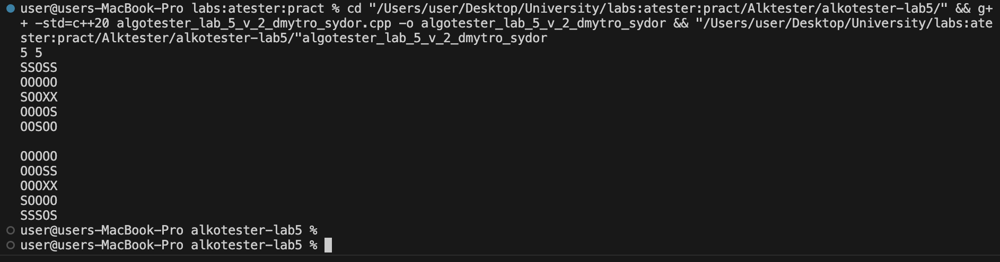 user@users-MacBook-Pro labs:atester:pract % cd "/Users/user/Desktop/University/labs:atester:pract/Alktester/alkotester-lab5/" && g+
+ -std=c++20 algotester_lab_5_v_2_dmytro_sydor.cpp -o algotester_lab_5_v_2_dmytro_sydor && "/Users/user/Desktop/University/labs:ate
ster:pract/Alktester/alkotester-lab5/"algotester_lab_5_v_2_dmytro_sydor
5 5
SSOSS
OOOOO
SOOXX
OOOOS
OOSOO
OOOOO
OOOSS
OOOXX
SOOOO
SSSOS
user@users-MacBook-Pro alkotester-lab5 %
user@users-MacBook-Pro alkotester-lab5 %